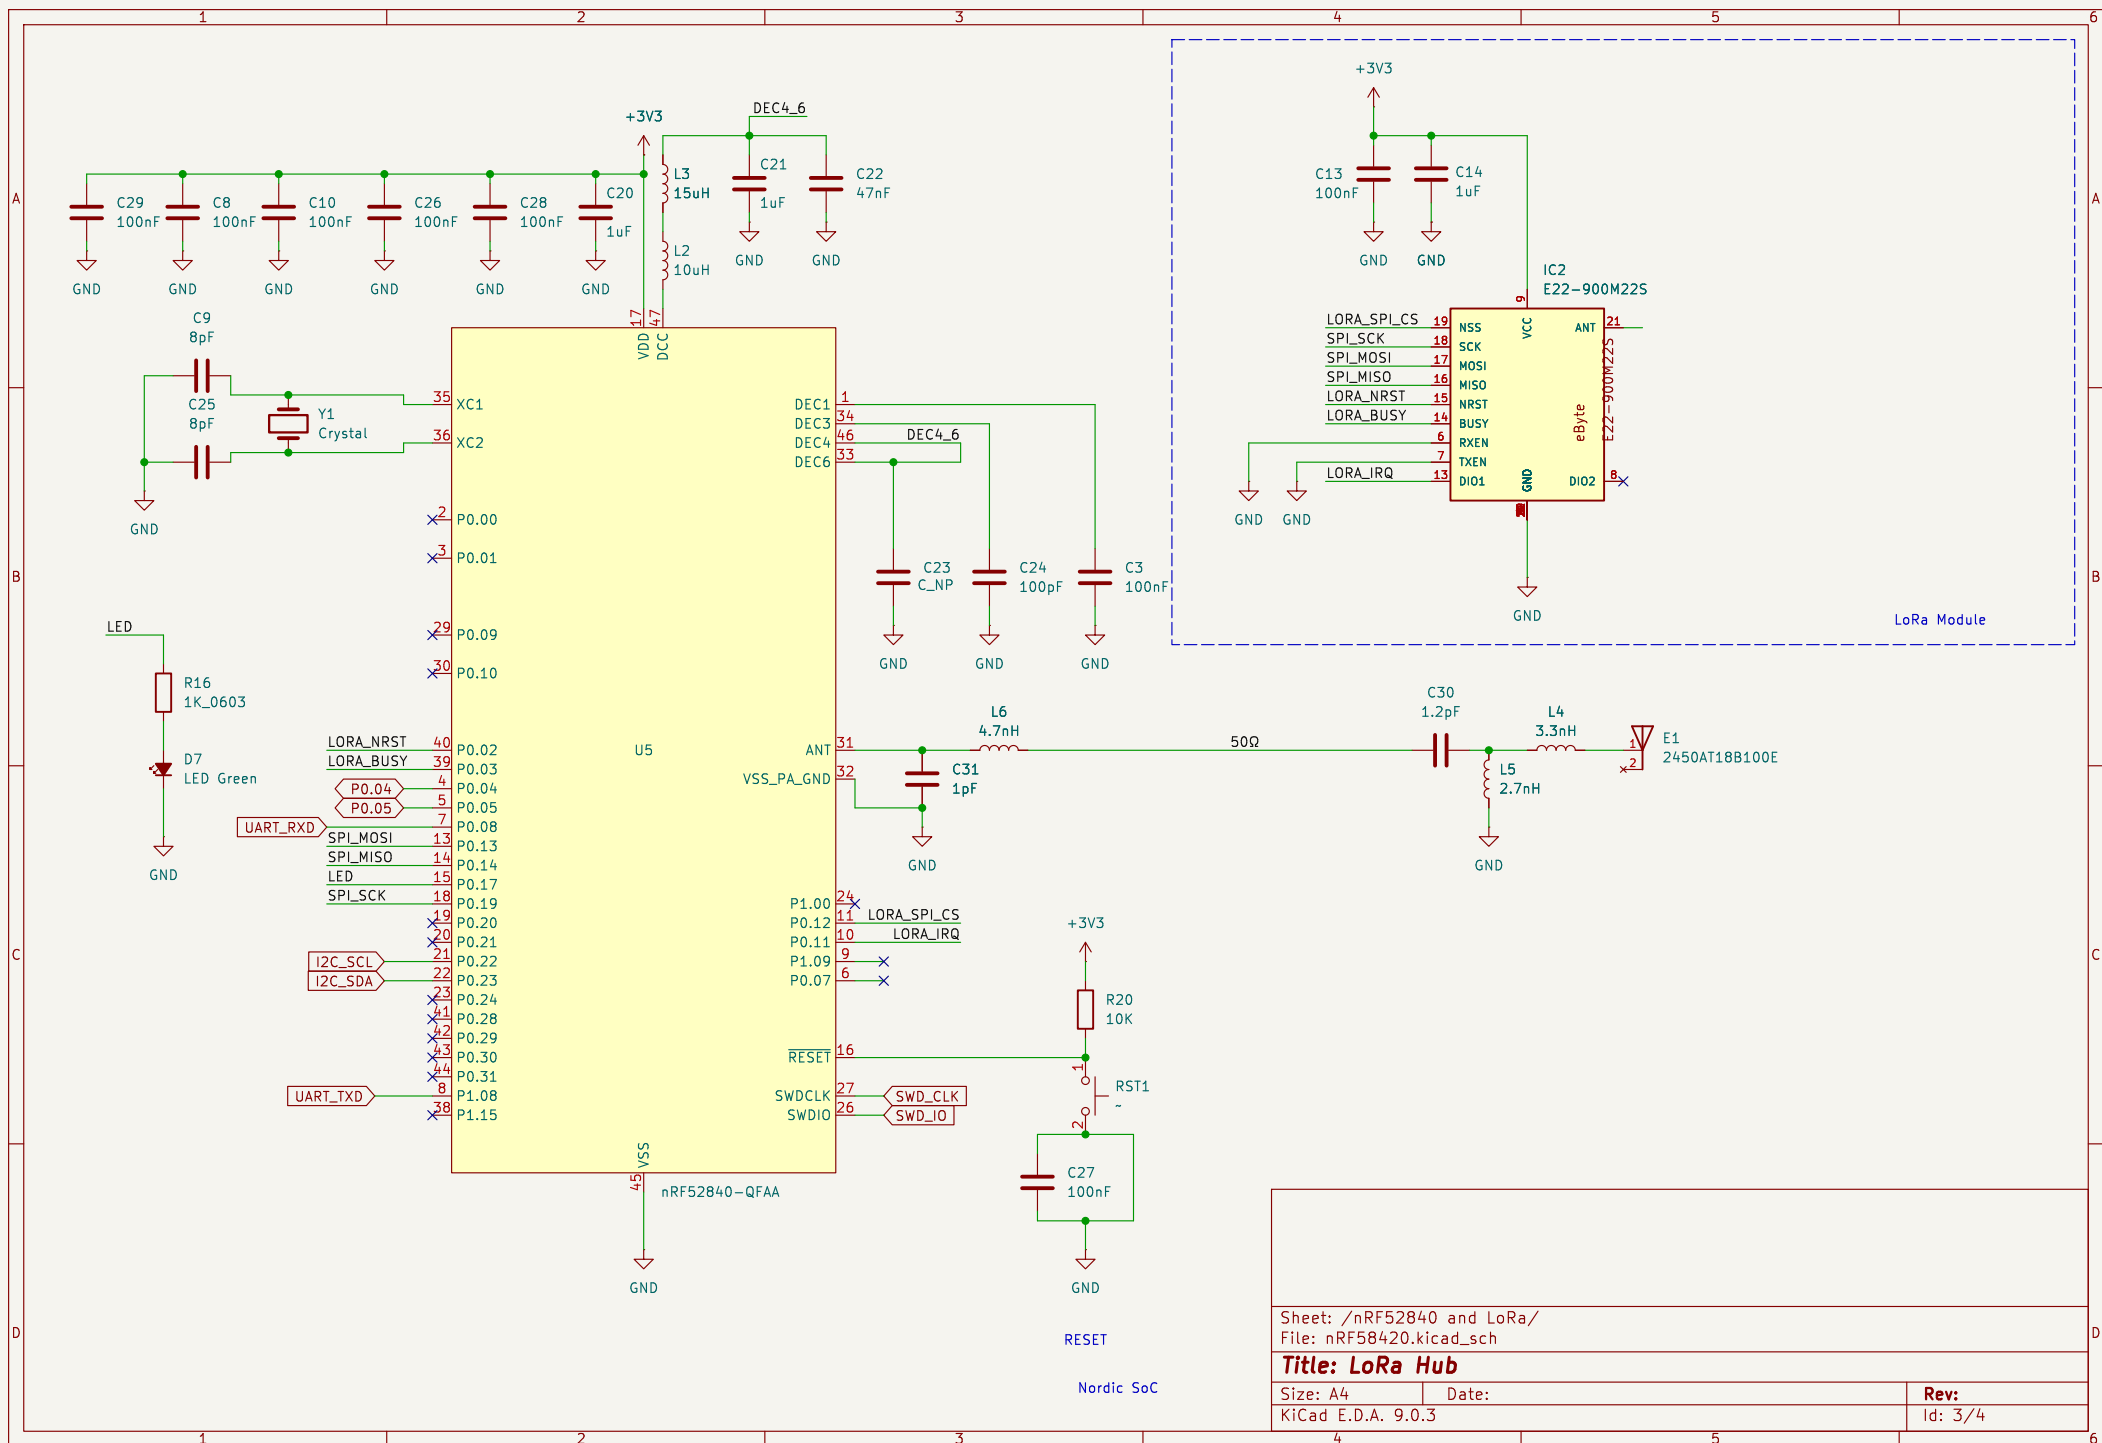 1 2 3 4 5 6
A
B
C
D
A
B
C
D
1 2 3 4 5 6
+3V3
DEC4_6
C29
100nF
GND
C8
100nF
GND
C10
100nF
GND
C26
100nF
GND
C28
100nF
GND
C20
1uF
GND
L3
15uH
L2
10uH
C21
1uF
GND
C22
47nF
GND
C9
8pF
C25
8pF
Y1
Crystal
GND
LED
R16
1K_0603
D7
LED Green
GND
U5
nRF52840-QFAA
17 VDD
47 DCC
35 XC1
36 XC2
2 P0.00
3 P0.01
29 P0.09
30 P0.10
LORA_NRST 40 P0.02
LORA_BUSY 39 P0.03
P0.04 4 P0.04
P0.05 5 P0.05
UART_RXD 7 P0.08
SPI_MOSI 13 P0.13
SPI_MISO 14 P0.14
LED 15 P0.17
SPI_SCK 18 P0.19
19 P0.20
20 P0.21
I2C_SCL 21 P0.22
I2C_SDA 22 P0.23
23 P0.24
41 P0.28
42 P0.29
43 P0.30
44 P0.31
UART_TXD 8 P1.08
38 P1.15
VSS 45
GND
DEC1 1
DEC3 34
DEC4 46 DEC4_6
DEC6 33
C23
C_NP
GND
C24
100pF
GND
C3
100nF
GND
ANT 31
VSS_PA_GND 32
L6
4.7nH
C31
1pF
GND
50Ω
C30
1.2pF
L4
3.3nH
L5
2.7nH
GND
1
2
E1
2450AT18B100E
P1.00 24
P0.12 11 LORA_SPI_CS
P0.11 10 LORA_IRQ
P1.09 9
P0.07 6
RESET 16
SWDCLK 27 SWD_CLK
SWDIO 26 SWD_IO
+3V3
R20
10K
1
RST1
~
2
C27
100nF
GND
RESET
Nordic SoC
+3V3
C13
100nF
GND
C14
1uF
GND
IC2
E22-900M22S
9 VCC
LORA_SPI_CS 19 NSS
SPI_SCK 18 SCK
SPI_MOSI 17 MOSI
SPI_MISO 16 MISO
LORA_NRST 15 NRST
LORA_BUSY 14 BUSY
6 RXEN
7 TXEN
LORA_IRQ 13 DIO1
ANT 21
DIO2 8
GND
eByte
E22-900M22S
GND
GND
GND
LoRa Module
Sheet: /nRF52840 and LoRa/
File: nRF58420.kicad_sch
Title: LoRa Hub
Size: A4 Date: Rev:
KiCad E.D.A. 9.0.3 Id: 3/4